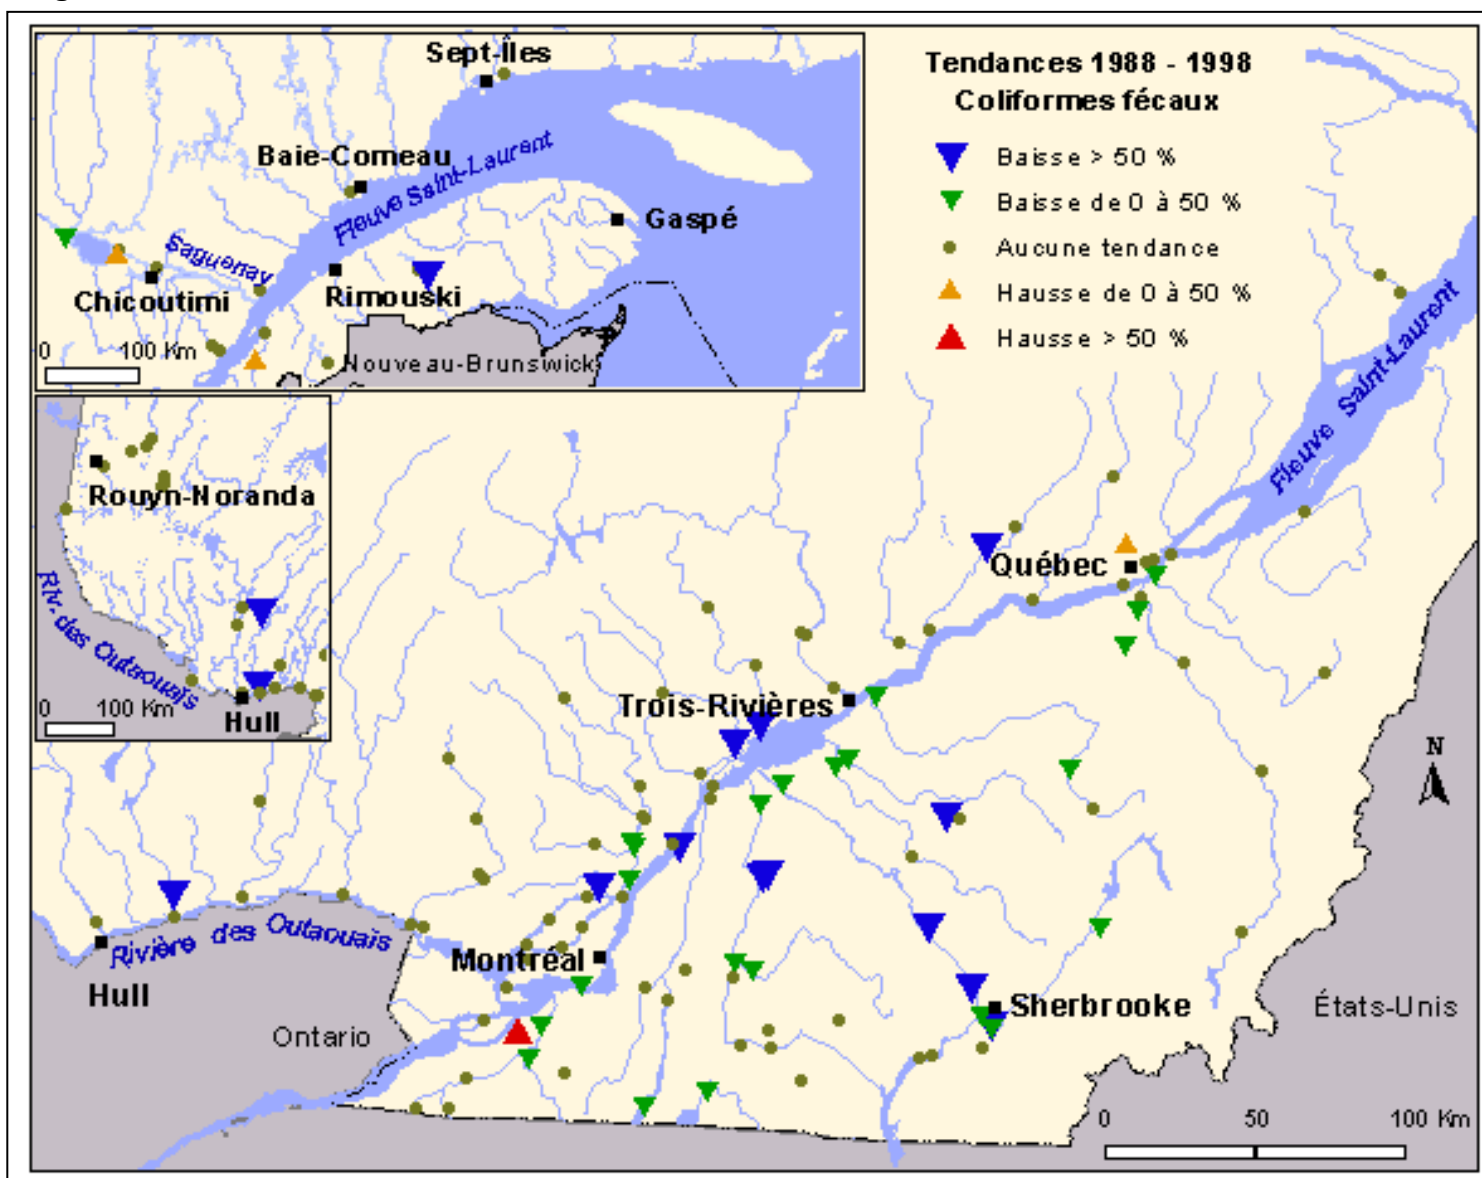 Sept-Îles
Baie-Comeau
Fleuve Saint-Laurent
Gaspé
Saguenay
Chicoutimi
Rimouski
0 100 Km
Nouveau-Brunswick
Tendances 1988 - 1998
Coliformes fécaux
Baisse > 50 %
Baisse de 0 à 50 %
Aucune tendance
Hausse de 0 à 50 %
Hausse > 50 %
Rouyn-Noranda
Riv. des Outaouais
0 100 Km
Hull
Fleuve Saint-Laurent
Québec
Trois-Rivières
N
Rivière des Outaouais
Montréal
Hull
Sherbrooke
États-Unis
Ontario
0 50 100 Km